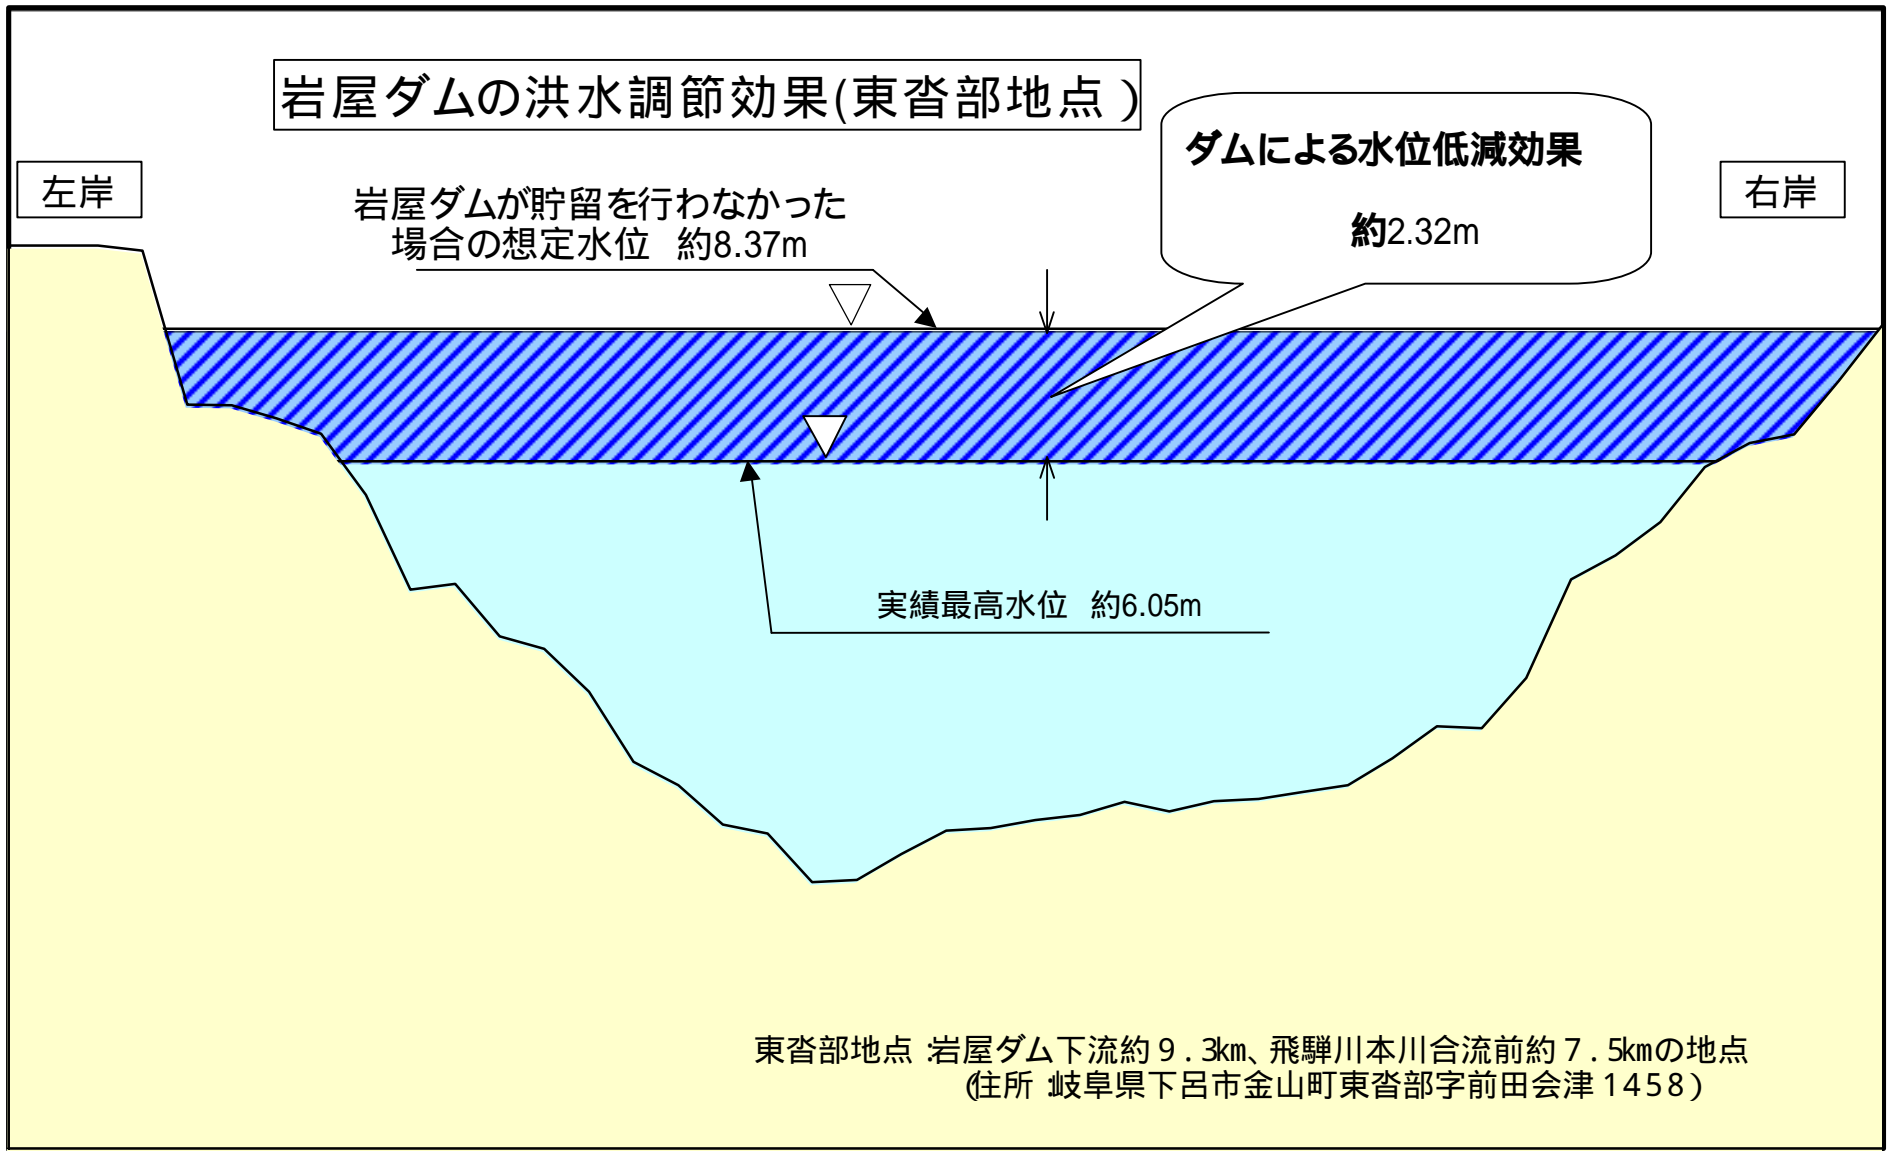 岩屋ダムの洪水調節効果(東沓部地点)
ダムによる水位低減効果
約2.32m
左岸
右岸
岩屋ダムが貯留を行わなかった
場合の想定水位 約8.37m
実績最高水位 約6.05m
東沓部地点:岩屋ダム下流約9.3km、飛騨川本川合流前約7.5kmの地点
(住所:岐阜県下呂市金山町東沓部字前田会津1458)